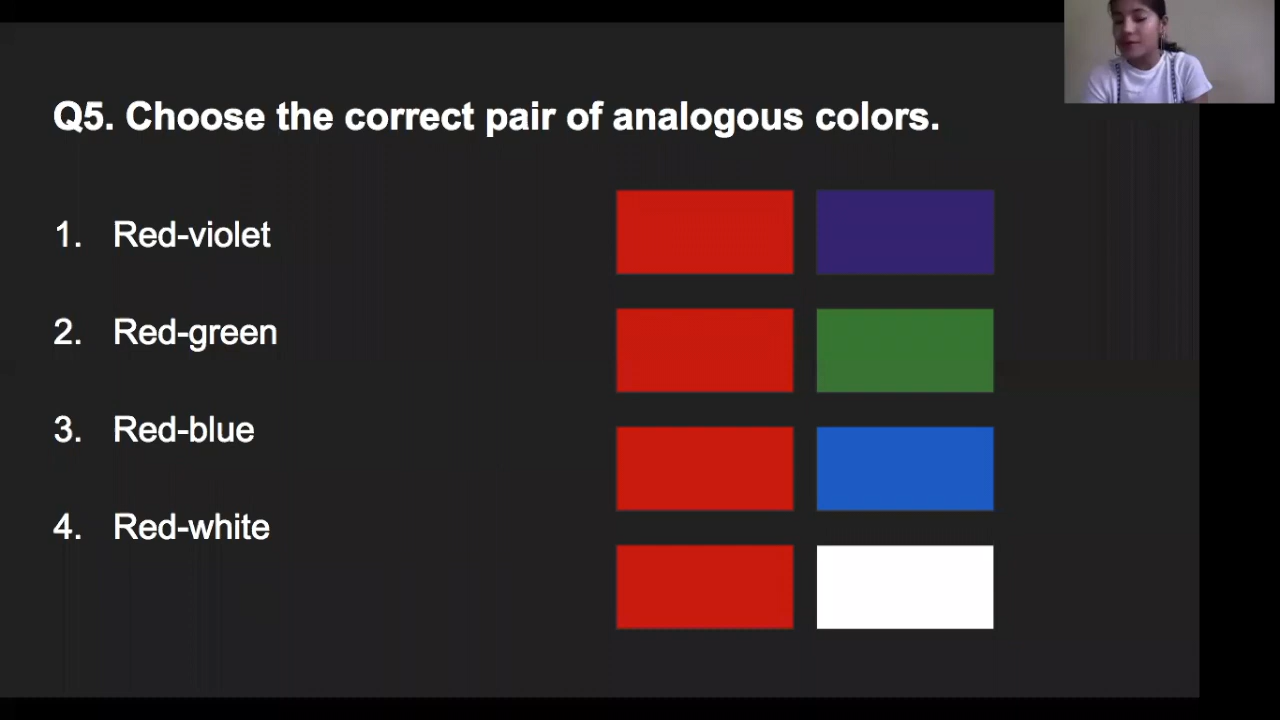 Q5. Choose the correct pair of analogous colors.
1. Red-violet
2. Red-green
3. Red-blue
4. Red-white